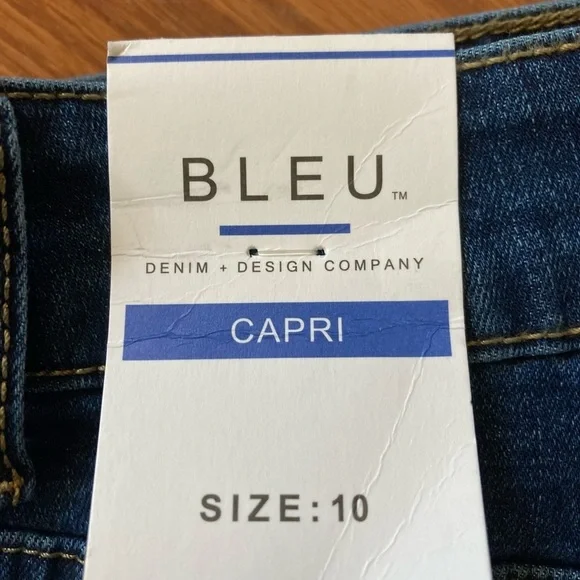 BLEU™
DENIM + DESIGN COMPANY
CAPRI
SIZE: 10